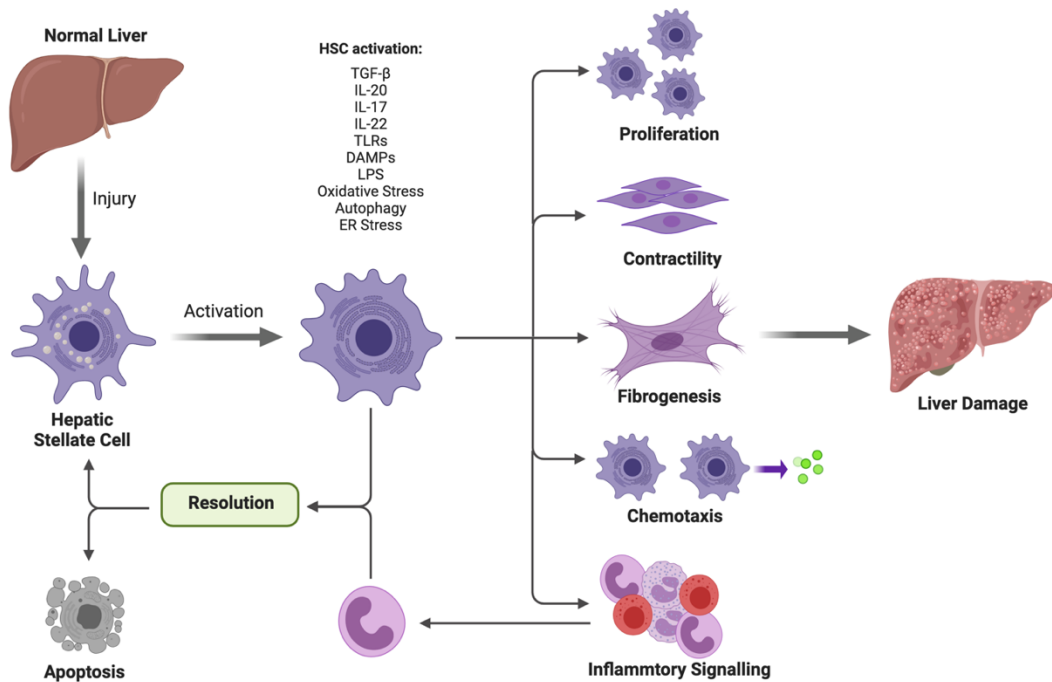 Normal Liver
HSC activation:
TGF-β
IL-20
IL-17
IL-22
TLRs
DAMPs
LPS
Oxidative Stress
Autophagy
ER Stress
Proliferation
Injury
Contractility
Activation
Fibrogenesis
Liver Damage
Hepatic
Stellate Cell
Resolution
Chemotaxis
Apoptosis
Inflammtory Signalling